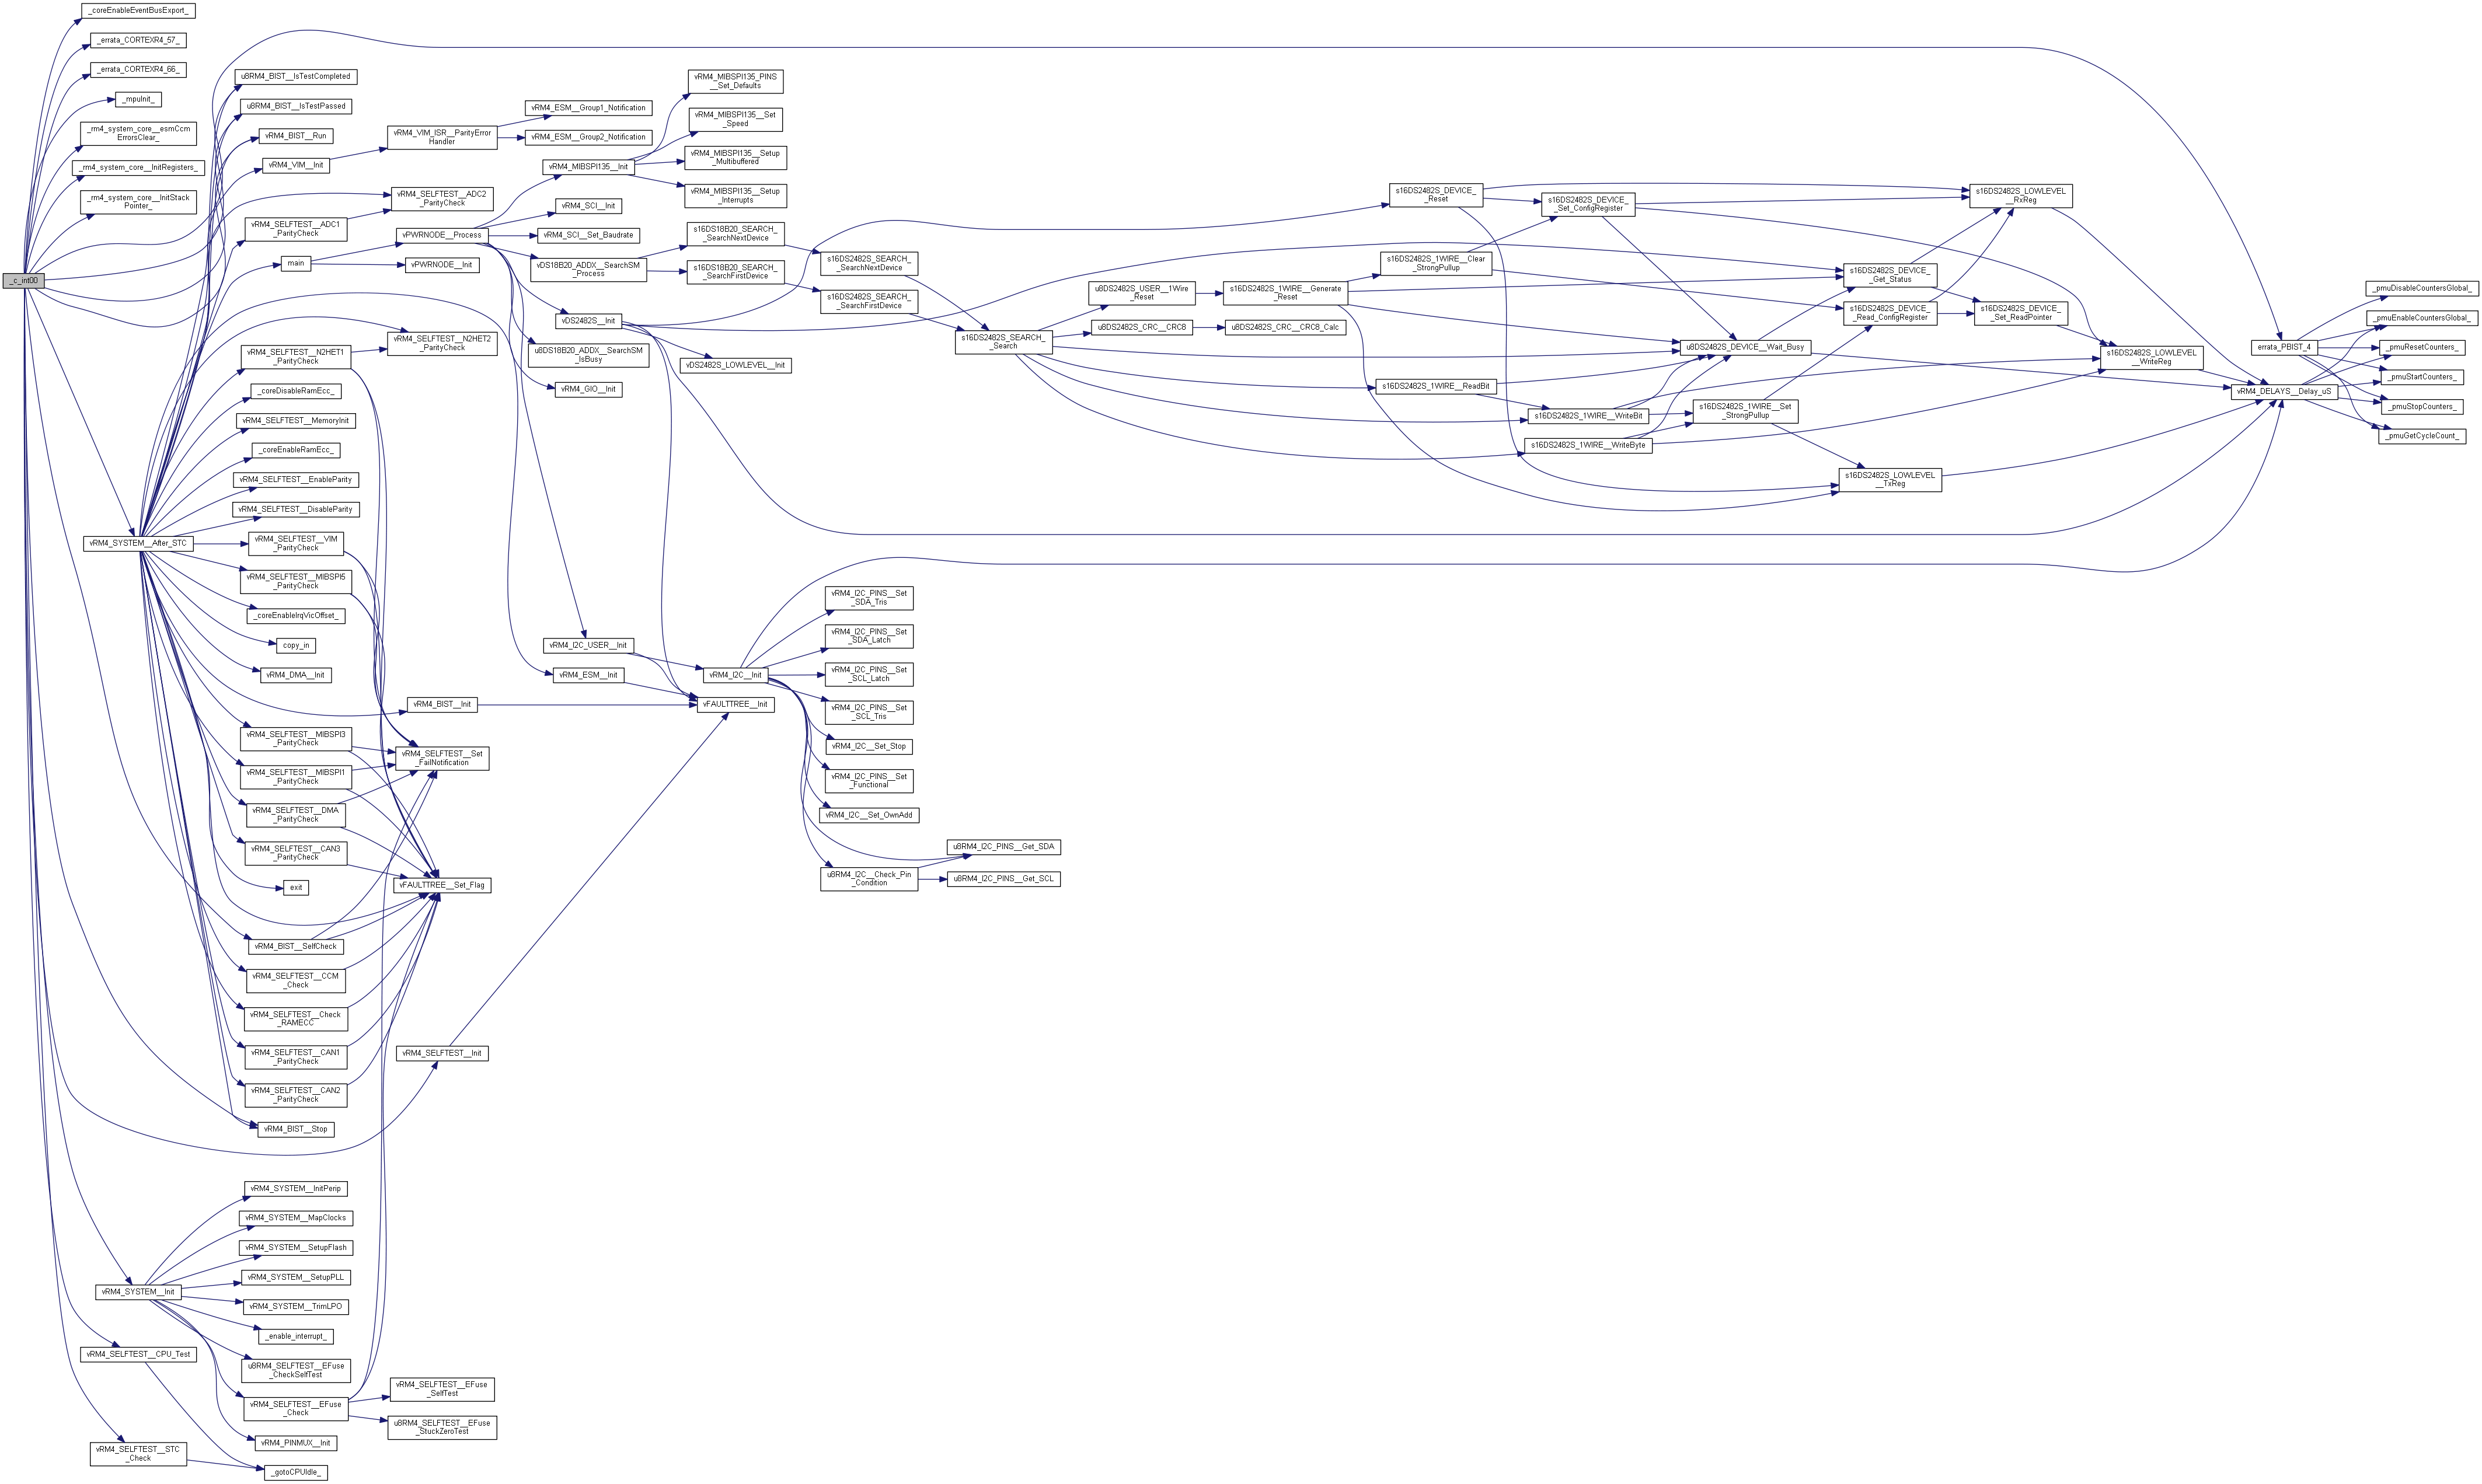 _coreEnableEventBusExport_
_errata_CORTEXR4_57_
_errata_CORTEXR4_66_
_mpuInit_
_rm4_system_core__esmCcm
ErrorsClear_
_rm4_system_core__InitRegisters_
_rm4_system_core__InitStack
Pointer_
_c_int00
vRM4_SYSTEM__After_STC
vRM4_SYSTEM__Init
vRM4_SELFTEST__CPU_Test
vRM4_SELFTEST__STC
_Check
u8RM4_BIST__IsTestCompleted
u8RM4_BIST__IsTestPassed
vRM4_BIST__Run
vRM4_VIM__Init
vRM4_SELFTEST__ADC1
_ParityCheck
main
vRM4_SELFTEST__N2HET1
_ParityCheck
_coreDisableRamEcc_
vRM4_SELFTEST__MemoryInit
_coreEnableRamEcc_
vRM4_SELFTEST__EnableParity
vRM4_SELFTEST__DisableParity
vRM4_SELFTEST__VIM
_ParityCheck
vRM4_SELFTEST__MIBSPI5
_ParityCheck
_coreEnableIrqVicOffset_
copy_in
vRM4_DMA__Init
vRM4_SELFTEST__MIBSPI3
_ParityCheck
vRM4_SELFTEST__MIBSPI1
_ParityCheck
vRM4_SELFTEST__DMA
_ParityCheck
vRM4_SELFTEST__CAN3
_ParityCheck
exit
vRM4_BIST__SelfCheck
vRM4_SELFTEST__CCM
_Check
vRM4_SELFTEST__Check
_RAMECC
vRM4_SELFTEST__CAN1
_ParityCheck
vRM4_SELFTEST__CAN2
_ParityCheck
vRM4_BIST__Stop
vRM4_SYSTEM__InitPerip
vRM4_SYSTEM__MapClocks
vRM4_SYSTEM__SetupFlash
vRM4_SYSTEM__SetupPLL
vRM4_SYSTEM__TrimLPO
_enable_interrupt_
u8RM4_SELFTEST__EFuse
_CheckSelfTest
vRM4_SELFTEST__EFuse
_Check
vRM4_PINMUX__Init
_gotoCPUIdle_
vRM4_VIM_ISR__ParityError
Handler
vRM4_SELFTEST__ADC2
_ParityCheck
vPWRNODE__Process
vPWRNODE__Init
vRM4_SELFTEST__N2HET2
_ParityCheck
vRM4_BIST__Init
vRM4_SELFTEST__Set
_FailNotification
vFAULTTREE__Set_Flag
vRM4_SELFTEST__Init
vRM4_SELFTEST__EFuse
_SelfTest
u8RM4_SELFTEST__EFuse
_StuckZeroTest
vRM4_ESM__Group1_Notification
vRM4_ESM__Group2_Notification
vRM4_MIBSPI135__Init
vRM4_SCI__Init
vRM4_SCI__Set_Baudrate
vDS18B20_ADDX__SearchSM
_Process
vDS2482S__Init
u8DS18B20_ADDX__SearchSM
_IsBusy
vRM4_GIO__Init
vRM4_I2C_USER__Init
vRM4_ESM__Init
vRM4_MIBSPI135_PINS
__Set_Defaults
vRM4_MIBSPI135__Set
_Speed
vRM4_MIBSPI135__Setup
_Multibuffered
vRM4_MIBSPI135__Setup
_Interrupts
s16DS18B20_SEARCH_
_SearchNextDevice
s16DS18B20_SEARCH_
_SearchFirstDevice
vDS2482S_LOWLEVEL__Init
vRM4_I2C__Init
vFAULTTREE__Init
s16DS2482S_SEARCH_
_SearchNextDevice
s16DS2482S_SEARCH_
_SearchFirstDevice
vRM4_I2C_PINS__Set
_SDA_Tris
vRM4_I2C_PINS__Set
_SDA_Latch
vRM4_I2C_PINS__Set
_SCL_Latch
vRM4_I2C_PINS__Set
_SCL_Tris
vRM4_I2C__Set_Stop
vRM4_I2C_PINS__Set
_Functional
vRM4_I2C__Set_OwnAdd
u8RM4_I2C__Check_Pin
_Condition
u8RM4_I2C_PINS__Get_SDA
u8RM4_I2C_PINS__Get_SCL
s16DS2482S_SEARCH_
_Search
u8DS2482S_USER__1Wire
_Reset
u8DS2482S_CRC__CRC8
s16DS2482S_1WIRE__Generate
_Reset
u8DS2482S_CRC__CRC8_Calc
s16DS2482S_DEVICE_
_Reset
s16DS2482S_1WIRE__Clear
_StrongPullup
s16DS2482S_1WIRE__ReadBit
s16DS2482S_DEVICE_
_Set_ConfigRegister
s16DS2482S_1WIRE__WriteBit
s16DS2482S_1WIRE__WriteByte
u8DS2482S_DEVICE__Wait_Busy
s16DS2482S_1WIRE__Set
_StrongPullup
s16DS2482S_DEVICE_
_Get_Status
s16DS2482S_DEVICE_
_Read_ConfigRegister
s16DS2482S_LOWLEVEL
__TxReg
s16DS2482S_LOWLEVEL
__RxReg
s16DS2482S_DEVICE_
_Set_ReadPointer
s16DS2482S_LOWLEVEL
__WriteReg
errata_PBIST_4
vRM4_DELAYS__Delay_uS
_pmuDisableCountersGlobal_
_pmuEnableCountersGlobal_
_pmuResetCounters_
_pmuStartCounters_
_pmuStopCounters_
_pmuGetCycleCount_